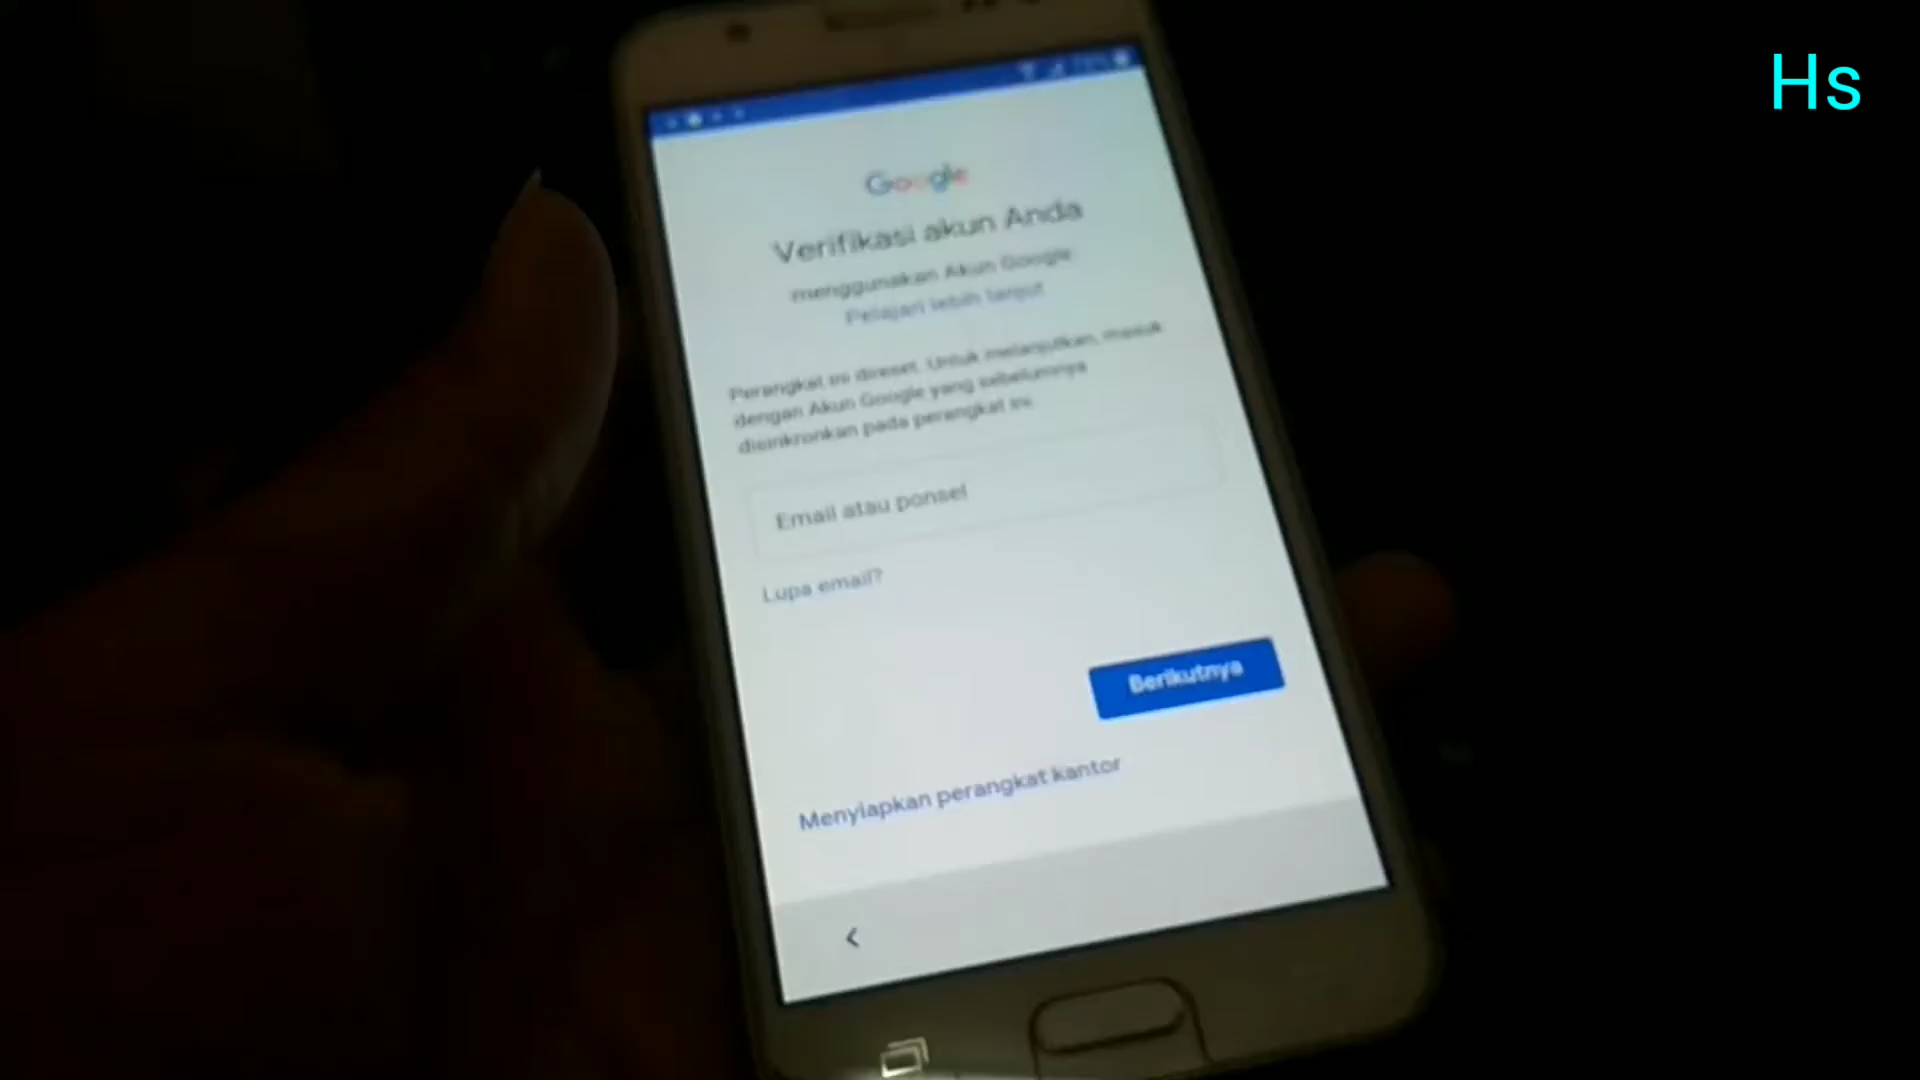 Hs
Google
Verifikasi akun Anda
menggunakan Akun Google.
Pelajari lebih lanjut
Perangkat ini direset. Untuk melanjutkan, masuk
dengan Akun Google yang sebelumnya
disinkronkan pada perangkat ini.
Email atau ponsel
Lupa email?
Berikutnya
Menyiapkan perangkat kantor